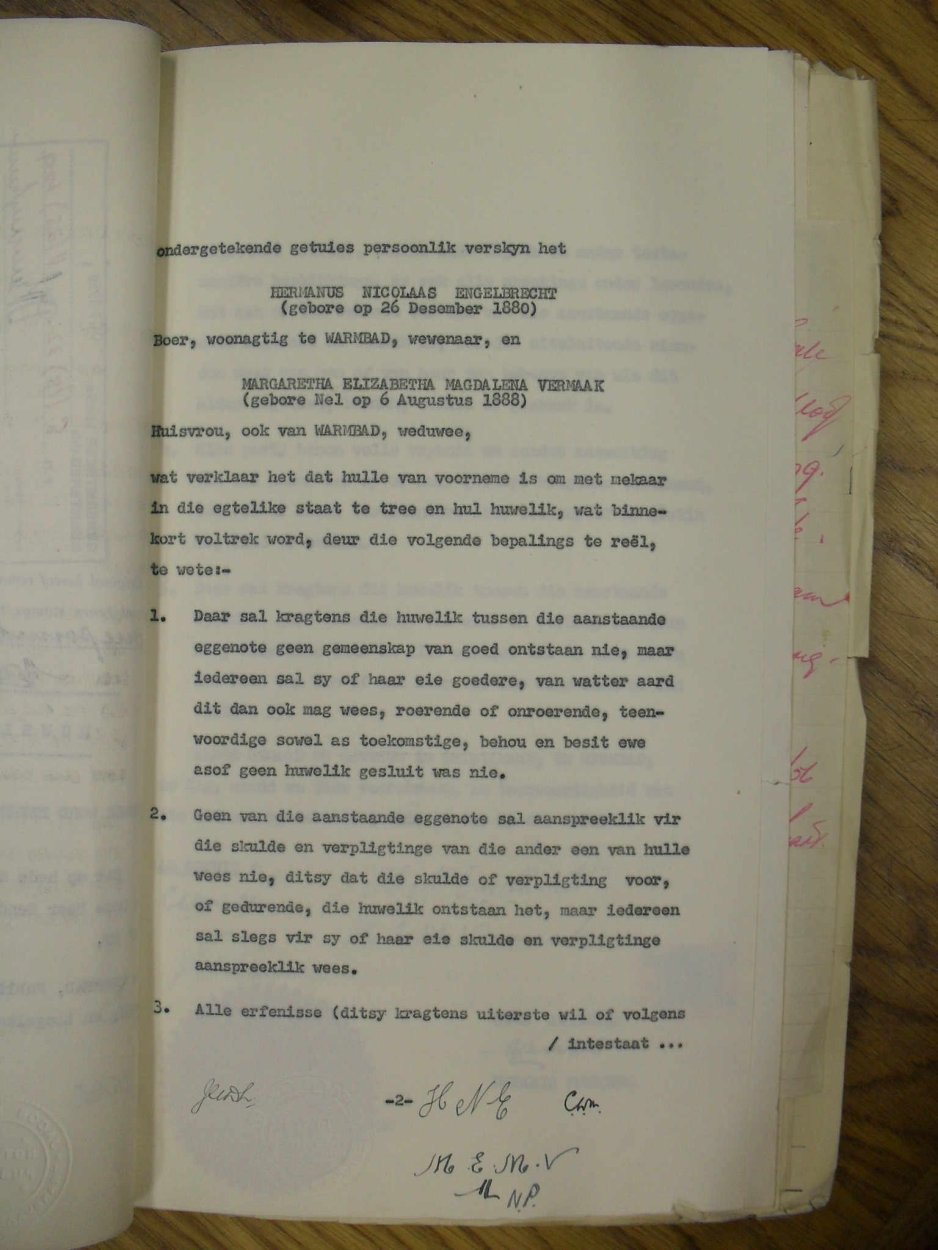 ondergetekende getuies persoonlik verskyn het
HERMANUS NICOLAAS ENGELBRECHT
(gebore op 26 Desember 1880)
Boer, woonagtig te WARMBAD, wewenaar, en
MARGARETHA ELIZABETHA MAGDALENA VERMAAK
(gebore Nel op 6 Augustus 1888)
Huisvrou, ook van WARMBAD, weduwee,
wat verklaar het dat hulle van voorneme is om met mekaar
in die egtelike staat te tree en hul huwelik, wat binne-
kort voltrek word, deur die volgende bepalings te reël,
te wete:-
1. Daar sal kragtens die huwelik tussen die aanstaande
eggenote geen gemeenskap van goed ontstaan nie, maar
iedereen sal sy of haar eie goedere, van watter aard
dit dan ook mag wees, roerende of onroerende, teen-
woordige sowel as toekomstige, behou en besit ewe
asof geen huwelik gesluit was nie.
2. Geen van die aanstaande eggenote sal aanspreeklik vir
die skulde en verpligtinge van die ander een van hulle
wees nie, ditsy dat die skulde of verpligting voor,
of gedurende, die huwelik ontstaan het, maar iedereen
sal slegs vir sy of haar eie skulde en verpligtinge
aanspreeklik wees.
3. Alle erfenisse (ditsy kragtens uiterste wil of volgens
/ intestaat ...
-2- H N E
M. E. M. V
N.P.